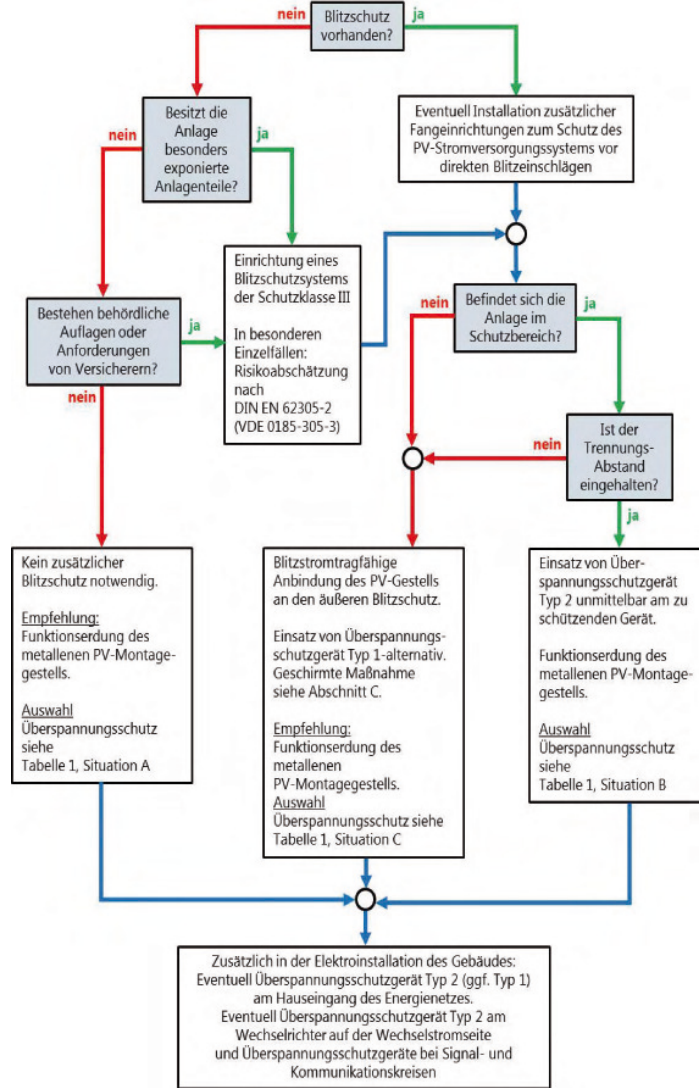 Blitzschutz
vorhanden?
nein
ja
Besitzt die
Anlage
besonders
exponierte
Anlagenteile?
nein
ja
Eventuell Installation zusätzlicher
Fangeinrichtungen zum Schutz des
PV-Stromversorgungssystems vor
direkten Blitzeinschlägen
Bestehen behördliche
Auflagen oder
Anforderungen
von Versicherern?
ja
nein
Einrichtung eines
Blitzschutzsystems
der Schutzklasse III
In besonderen
Einzelfällen:
Risikoabschätzung
nach
DIN EN 62305-2
(VDE 0185-305-3)
nein
Befindet sich die
Anlage im
Schutzbereich?
ja
nein
Ist der
Trennungs-
Abstand
eingehalten?
ja
Kein zusätzlicher
Blitzschutz notwendig.
Empfehlung:
Funktionserdung des
metallenen PV-Montage-
gestells.
Auswahl
Überspannungsschutz
siehe
Tabelle 1, Situation A
Blitzstromtragfähige
Anbindung des PV-Gestells
an den äußeren Blitzschutz.
Einsatz von Überspannungs-
schutzgerät Typ 1-alternativ.
Geschirmte Maßnahme
siehe Abschnitt C.
Empfehlung:
Funktionserdung des
metallenen
PV-Montagegestells.
Auswahl
Überspannungsschutz siehe
Tabelle 1, Situation C
Einsatz von Über-
spannungsschutzgerät
Typ 2 unmittelbar am zu
schützenden Gerät.
Funktionserdung des
metallenen PV-Montage-
gestells.
Auswahl
Überspannungsschutz
siehe
Tabelle 1, Situation B
Zusätzlich in der Elektroinstallation des Gebäudes:
Eventuell Überspannungsschutzgerät Typ 2 (ggf. Typ 1)
am Hauseingang des Energienetzes.
Eventuell Überspannungsschutzgerät Typ 2 am
Wechselrichter auf der Wechselstromseite
und Überspannungsschutzgeräte bei Signal- und
Kommunikationskreisen